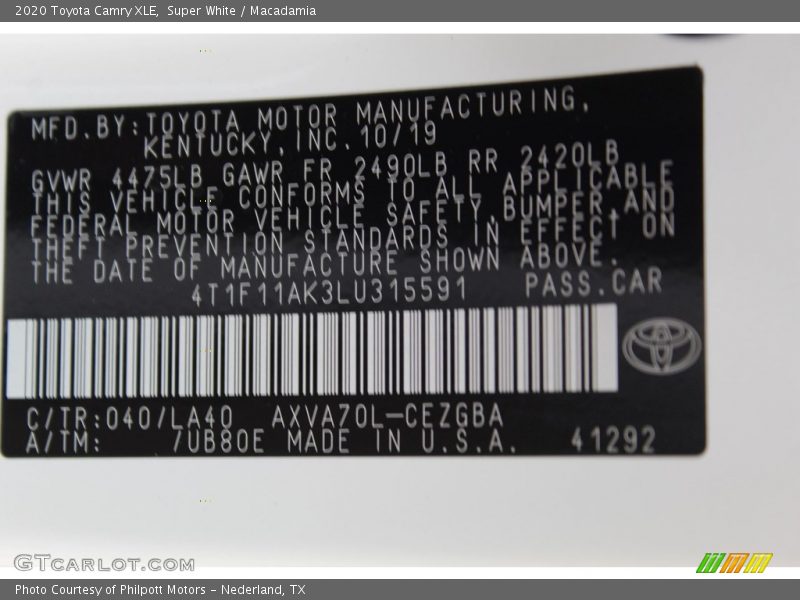 2020 Toyota Camry XLE,  Super White / Macadamia
MFD.BY:TOYOTA MOTOR MANUFACTURING,
KENTUCKY,INC.10/19
GVWR 4475LB GAWR FR 2490LB RR 2420LB
THIS VEHICLE CONFORMS TO ALL APPLICABLE
FEDERAL MOTOR VEHICLE SAFETY,BUMPER,AND
THEFT PREVENTION STANDARDS IN EFFECT ON
THE DATE OF MANUFACTURE SHOWN ABOVE.
4T1F11AK3LU315591 PASS.CAR
C/TR:040/LA40 AXVA70L-CEZGBA
A/TM: /UB80E MADE IN U.S.A. 41292
GTCARLOT.COM
Photo Courtesy of Philpott Motors - Nederland, TX